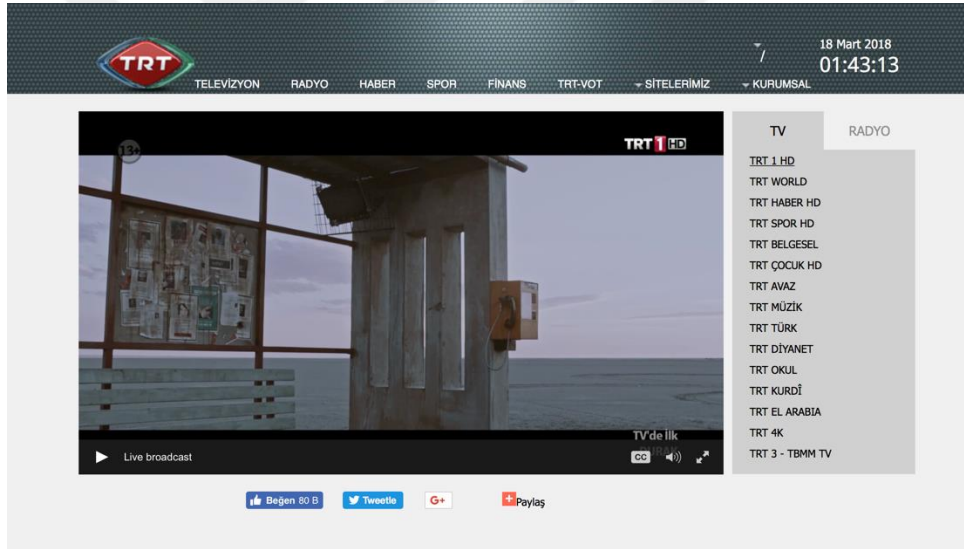 18 Mart 2018
/
01:43:13
TRT
TELEVİZYON RADYO HABER SPOR FİNANS TRT-VOT SİTELERİMİZ KURUMSAL
13+
TRT 1 HD
TV RADYO
TRT 1 HD
TRT WORLD
TRT HABER HD
TRT SPOR HD
TRT BELGESEL
TRT ÇOCUK HD
TRT AVAZ
TRT MÜZİK
TRT TÜRK
TRT DİYANET
TRT OKUL
TRT KURDÎ
TRT EL ARABIA
TRT 4K
TRT 3 - TBMM TV
TV'de İlk
DURAK
Live broadcast
CC
Beğen 80 B Tweetle G+ Paylaş